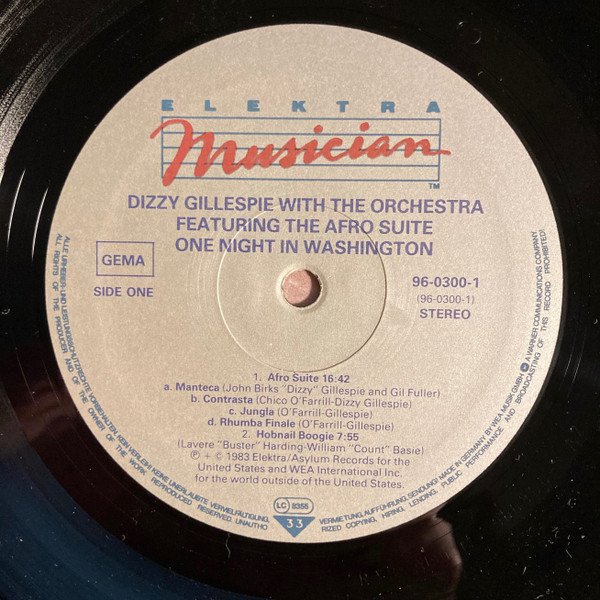 ELEKTRA
Musician
TM
DIZZY GILLESPIE WITH THE ORCHESTRA
FEATURING THE AFRO SUITE
ONE NIGHT IN WASHINGTON
GEMA
SIDE ONE
96-0300-1
(96-0300-1)
STEREO
1. Afro Suite 16:42
a. Manteca (John Birks "Dizzy" Gillespie and Gil Fuller)
b. Contrasta (Chico O'Farrill-Dizzy Gillespie)
c. Jungla (O'Farrill-Gillespie)
d. Rhumba Finale (O'Farrill-Gillespie)
2. Hobnail Boogie 7:55
(Lavere "Buster" Harding-William "Count" Basie)
Ⓟ + © 1983 Elektra/Asylum Records for the
United States and WEA International Inc.
for the world outside of the United States.
LC 8355
33
ALLE URHEBER- UND LEISTUNGSSCHUTZRECHTE VORBEHALTEN. KEIN VERLEIH! KEINE UNERLAUBTE VERVIELFÄLTIGUNG, VERMIETUNG, AUFFÜHRUNG, SENDUNG! MADE IN GERMANY BY WEA MUSIK GMBH A WARNER COMMUNICATIONS COMPANY
ALL RIGHTS OF THE PRODUCER AND OF THE OWNER OF THE WORK REPRODUCED RESERVED. UNAUTHORIZED COPYING, HIRING, LENDING, PUBLIC PERFORMANCE AND BROADCASTING OF THIS RECORD PROHIBITED!